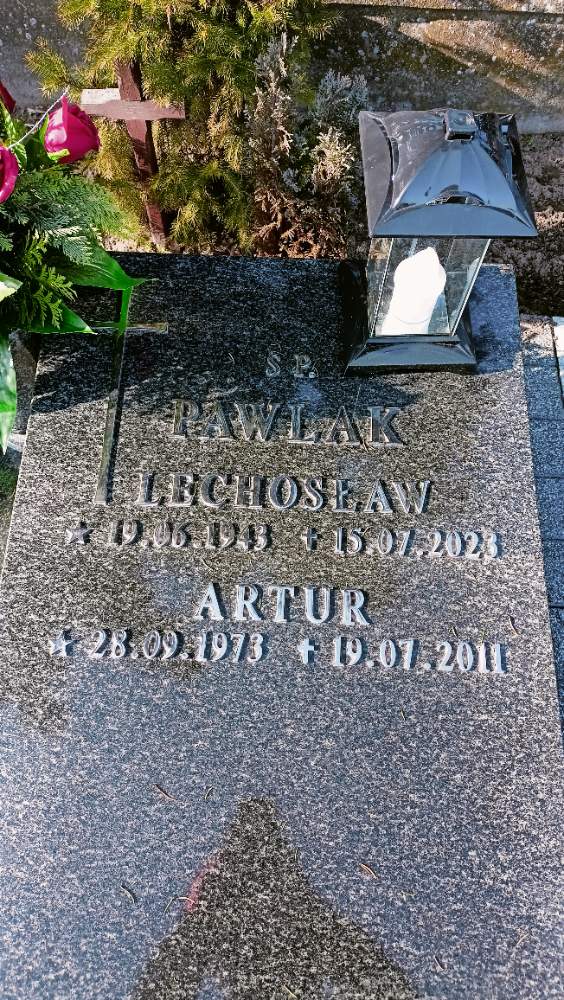 Ś P.
PAWLAK
LECHOSŁAW
★ 19.06.1943 ✝ 15.07.2023
ARTUR
★ 28.09.1973 ✝ 19.07.2011